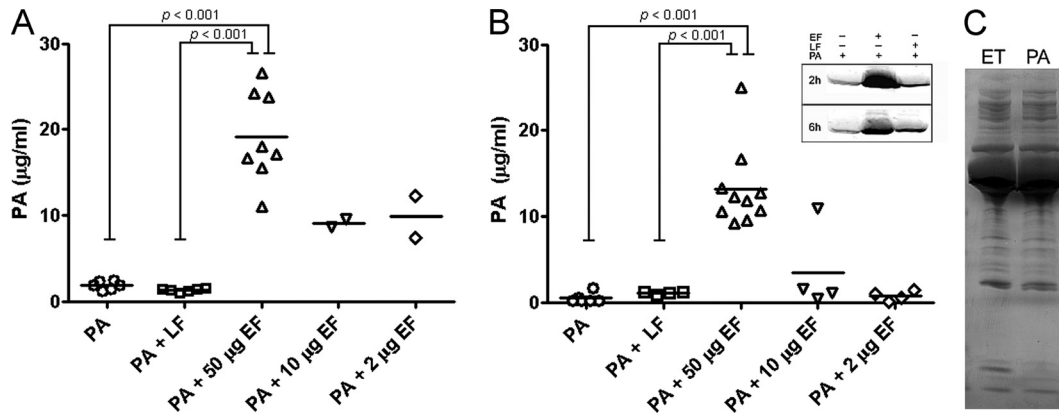 A
p < 0.001
p < 0.001
PA (µg/ml)
30
20
10
0
PA
PA + LF
PA + 50 µg EF
PA + 10 µg EF
PA + 2 µg EF
B
p < 0.001
p < 0.001
PA (µg/ml)
30
20
10
0
PA
PA + LF
PA + 50 µg EF
PA + 10 µg EF
PA + 2 µg EF
EF – + –
LF – – +
PA + + +
2h
6h
C
ET PA